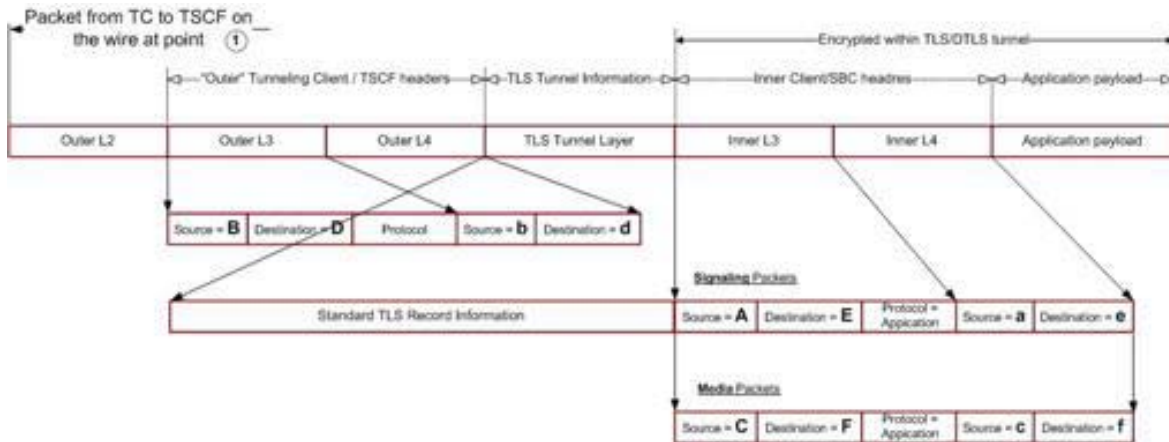 Packet from TC to TSCF on
the wire at point 1
Encrypted within TLS/DTLS tunnel
"Outer" Tunneling Client / TSCF headers
TLS Tunnel Information
Inner Client/SBC headres
Application payload
Outer L2
Outer L3
Outer L4
TLS Tunnel Layer
Inner L3
Inner L4
Application payload
Source = B
Destination = D
Protocol
Source = b
Destination = d
Signaling Packets
Standard TLS Record Information
Source = A
Destination = E
Protocol =
Appication
Source = a
Destination = e
Media Packets
Source = C
Destination = F
Protocol =
Appication
Source = c
Destination = f